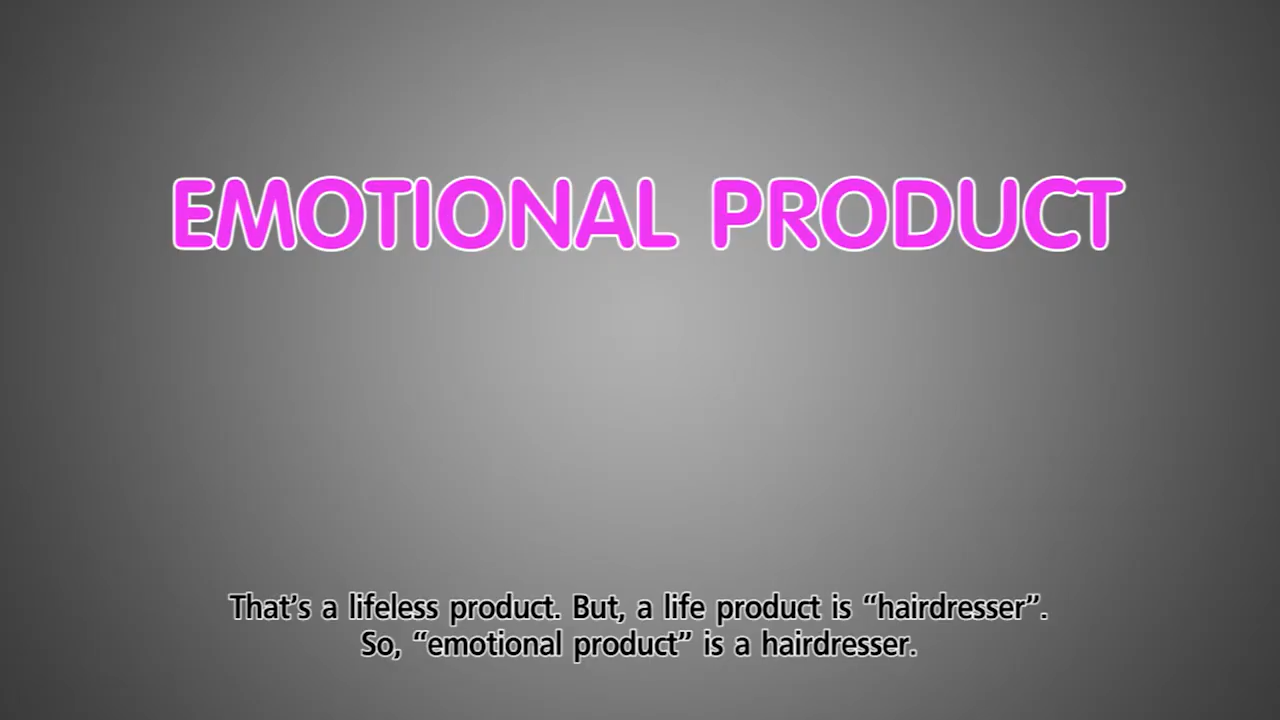 EMOTIONAL PRODUCT
That’s a lifeless product. But, a life product is “hairdresser”.
So, “emotional product” is a hairdresser.